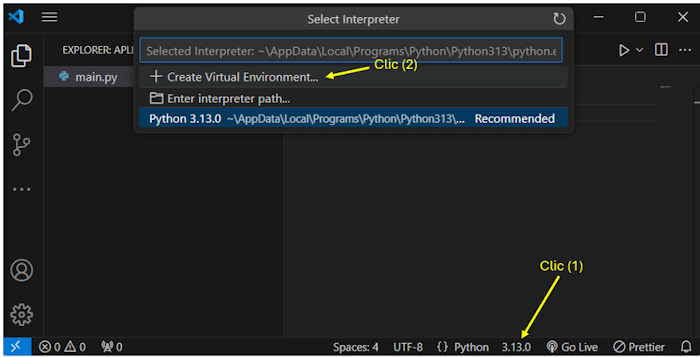 Select Interpreter
EXPLORER: APLI
Selected Interpreter: ~\AppData\Local\Programs\Python\Python313\python.e
Clic (2)
main.py
+ Create Virtual Environment...
Enter interpreter path...
Python 3.13.0 ~\AppData\Local\Programs\Python\Python313\... Recommended
Clic (1)
0 0 0 Spaces: 4 UTF-8 {} Python 3.13.0 Go Live Prettier